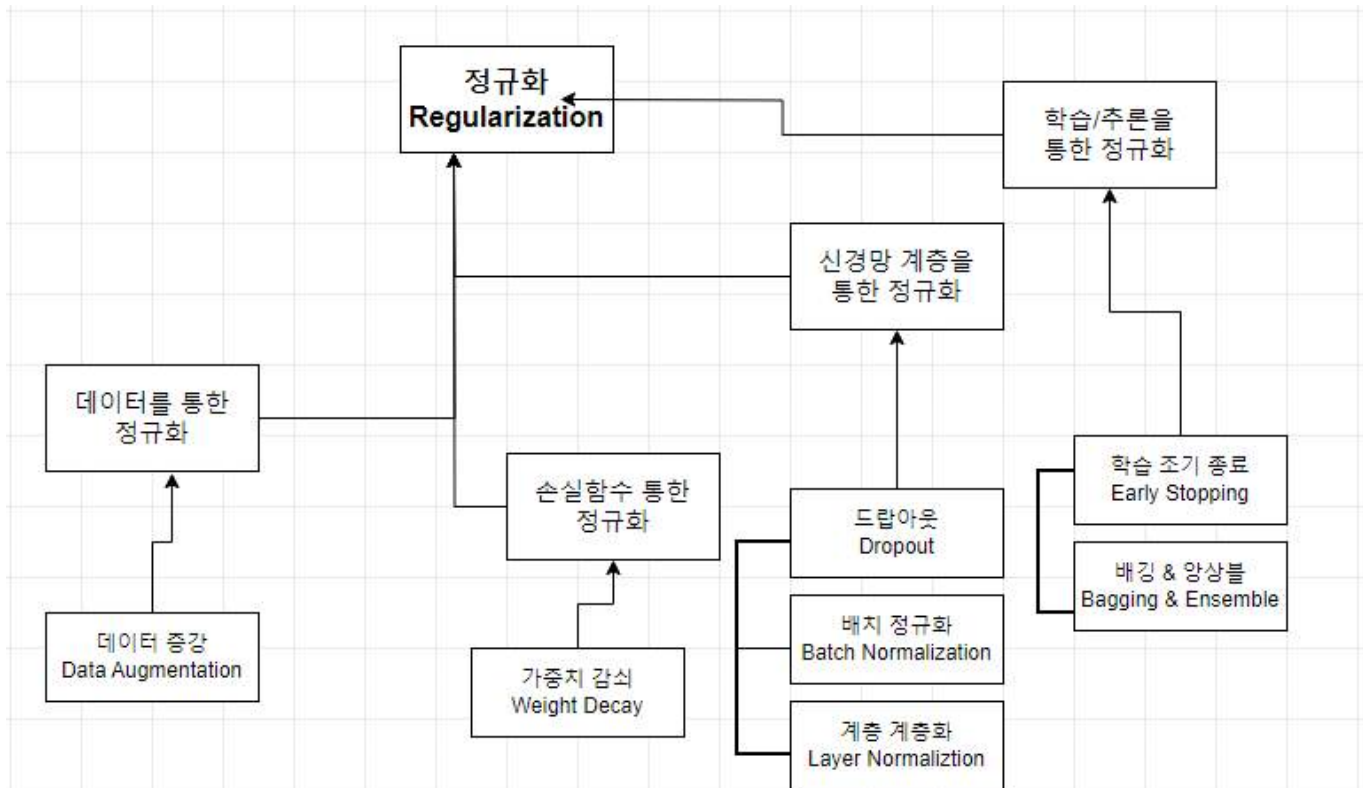 정규화
Regularization
학습/추론을
통한 정규화
신경망 계층을
통한 정규화
데이터를 통한
정규화
손실함수 통한
정규화
학습 조기 종료
Early Stopping
드랍아웃
Dropout
배깅 & 앙상블
Bagging & Ensemble
데이터 증강
Data Augmentation
배치 정규화
Batch Normalization
가중치 감쇠
Weight Decay
계층 계층화
Layer Normaliztion